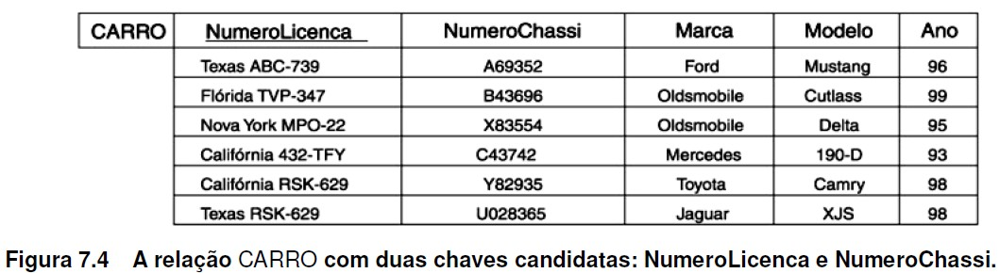 CARRO NumeroLicenca NumeroChassi Marca Modelo Ano
Texas ABC-739 A69352 Ford Mustang 96
Flórida TVP-347 B43696 Oldsmobile Cutlass 99
Nova York MPO-22 X83554 Oldsmobile Delta 95
Califórnia 432-TFY C43742 Mercedes 190-D 93
Califórnia RSK-629 Y82935 Toyota Camry 98
Texas RSK-629 U028365 Jaguar XJS 98
Figura 7.4 A relação CARRO com duas chaves candidatas: NumeroLicenca e NumeroChassi.